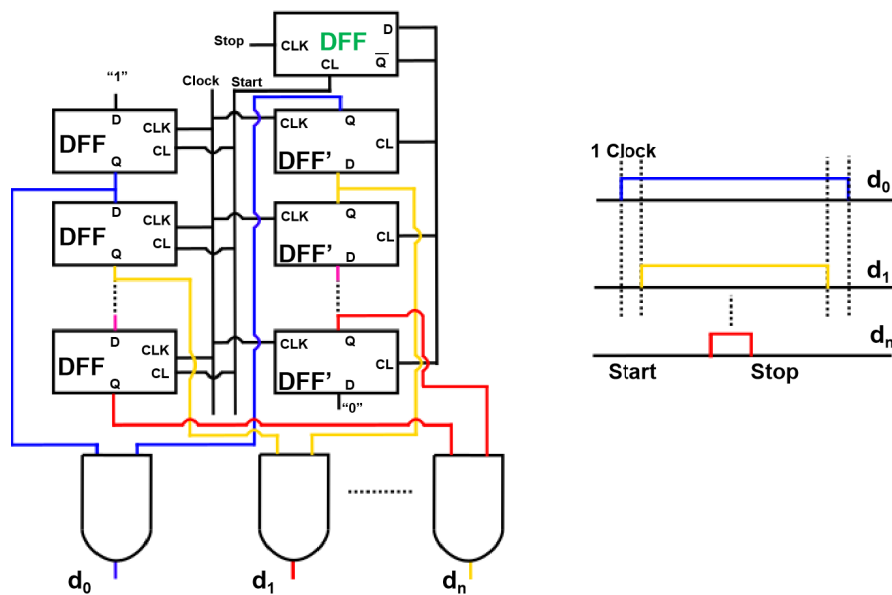 Stop
CLK
DFF
D
Q
CL
Clock
Start
"1"
D
DFF
CLK
CL
Q
CLK
Q
DFF'
D
CL
D
DFF
CLK
CL
Q
CLK
Q
DFF'
D
CL
D
DFF
CLK
CL
Q
CLK
Q
DFF'
D
CL
"0"
d0
d1
dn
1 Clock
d0
d1
dn
Start
Stop